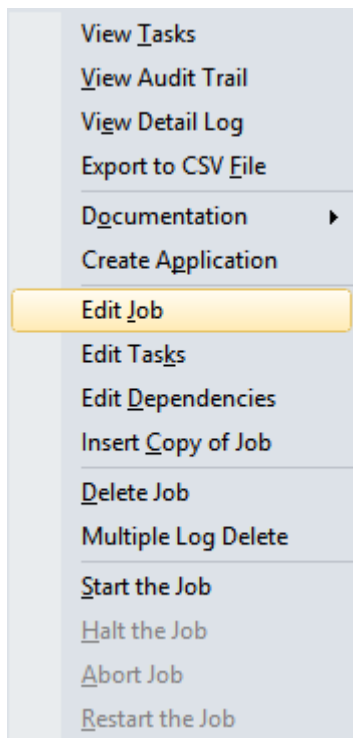 View Tasks
View Audit Trail
View Detail Log
Export to CSV File
Documentation
Create Application
Edit Job
Edit Tasks
Edit Dependencies
Insert Copy of Job
Delete Job
Multiple Log Delete
Start the Job
Halt the Job
Abort Job
Restart the Job